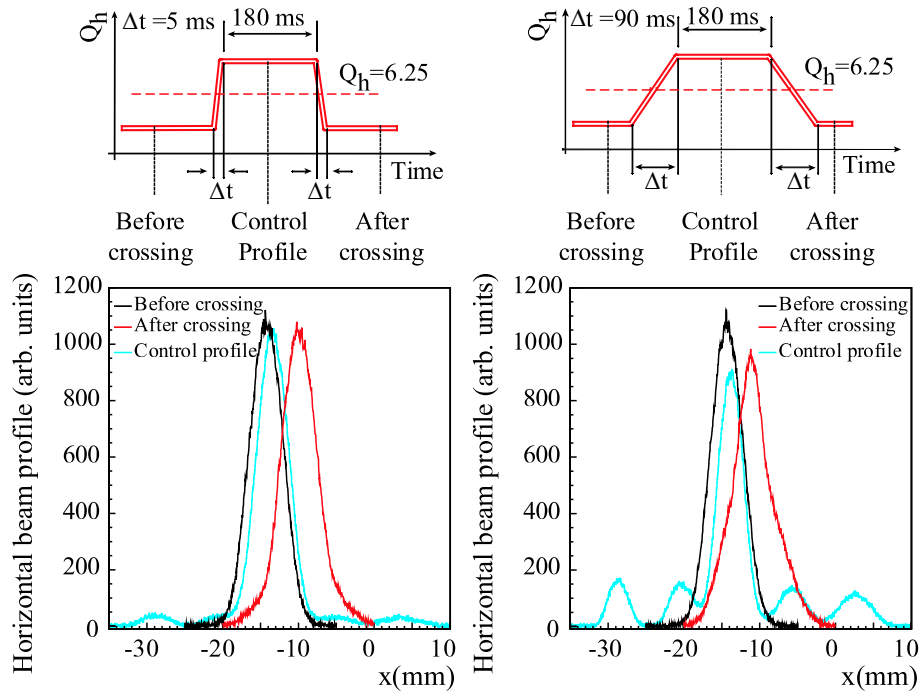 Q_h
Δt =5 ms
180 ms
Q_h=6.25
Time
Δt
Δt
Before crossing
Control Profile
After crossing
Q_h
Δt =90 ms
180 ms
Q_h=6.25
Time
Δt
Δt
Before crossing
Control Profile
After crossing
Horizontal beam profile (arb. units)
1200
1000
800
600
400
200
0
Before crossing
After crossing
Control profile
-30
-20
-10
0
10
x(mm)
Horizontal beam profile (arb. units)
1200
1000
800
600
400
200
0
Before crossing
After crossing
Control profile
-30
-20
-10
0
10
x(mm)